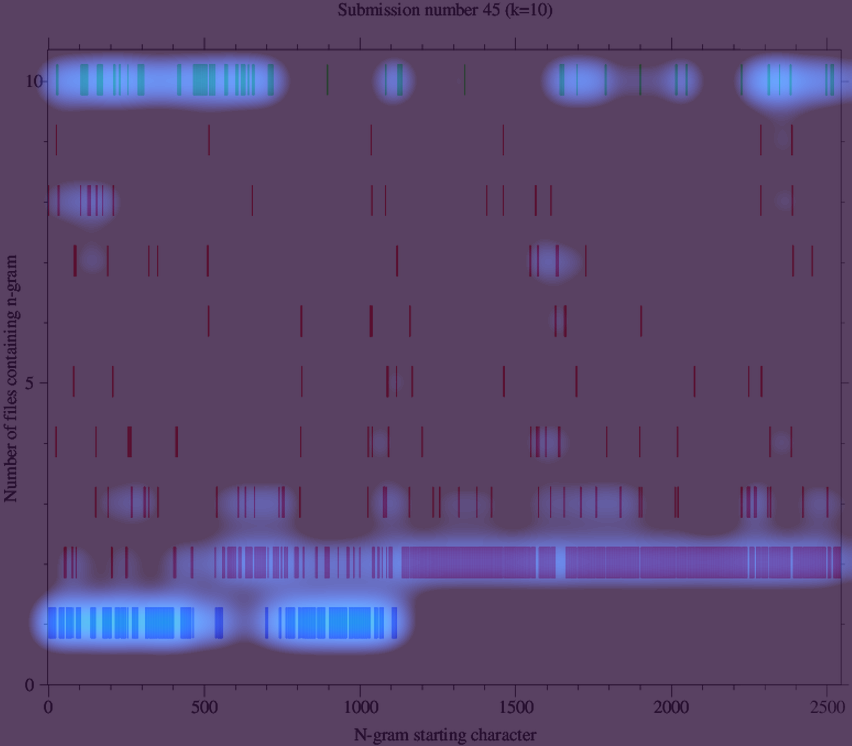 Submission number 45 (k=10)
10
5
0
Number of files containing n-gram
0 500 1000 1500 2000 2500
N-gram starting character